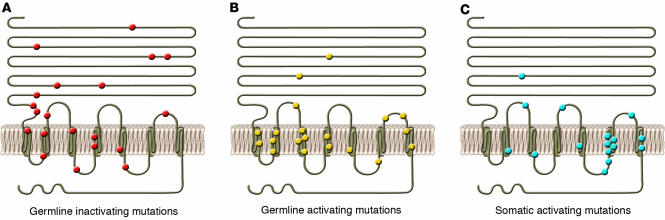 A
B
C
Germline inactivating mutations
Germline activating mutations
Somatic activating mutations